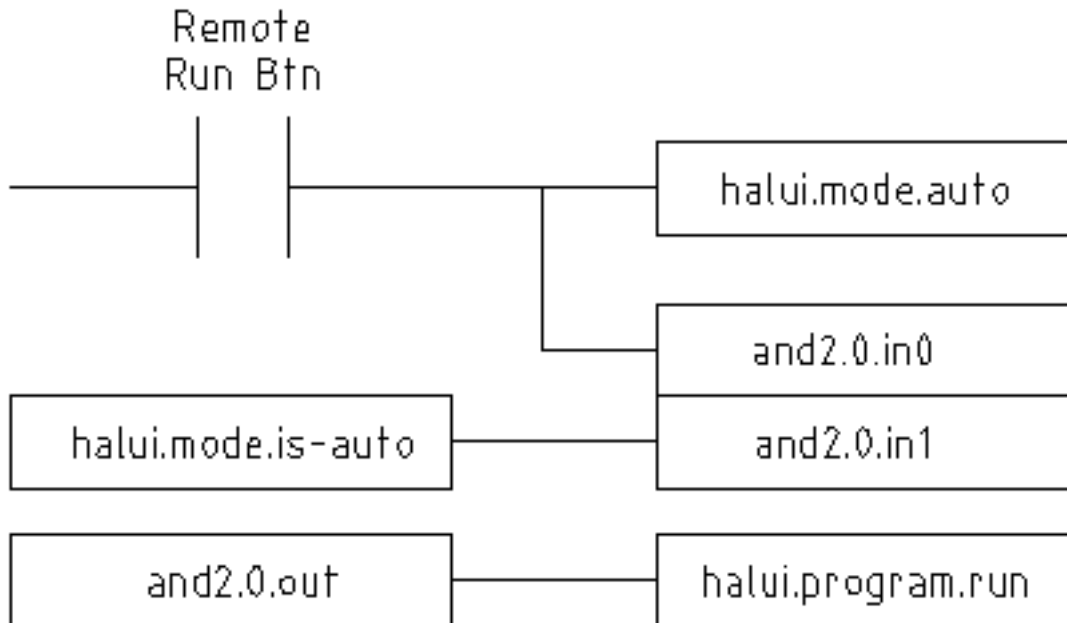 Remote
Run Btn
halui.mode.auto
and2.0.in0
halui.mode.is-auto
and2.0.in1
and2.0.out
halui.program.run